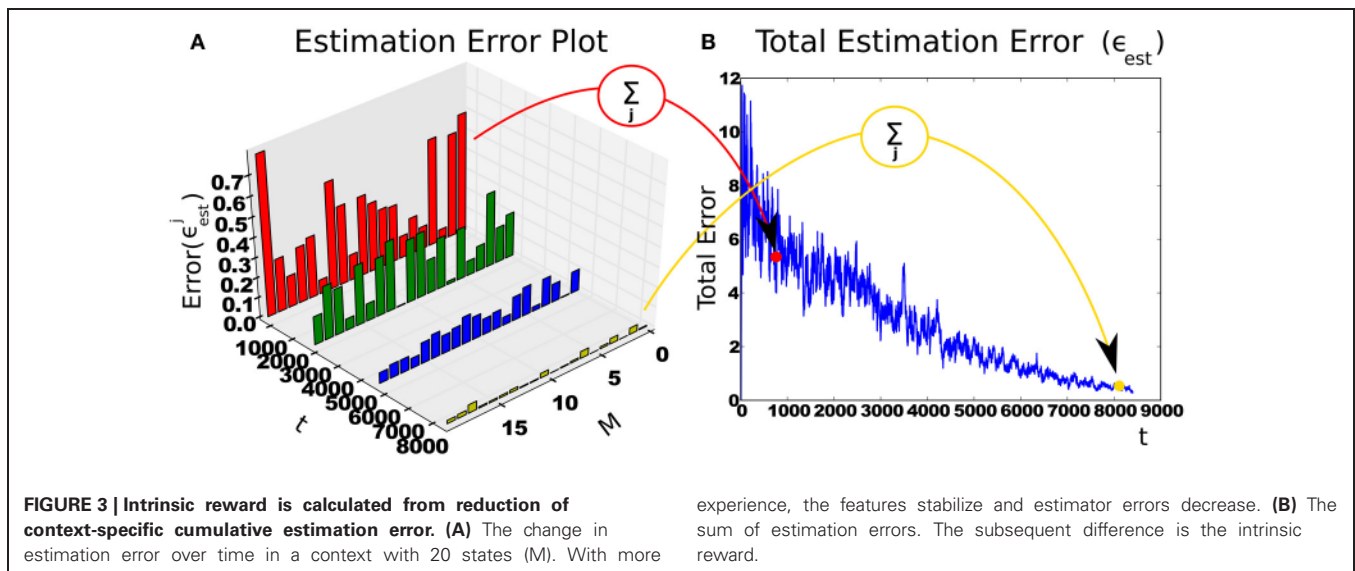 A Estimation Error Plot
B Total Estimation Error (ϵest)
Σ
j
Σ
j
Error(ϵ^j_est)
0.7
0.6
0.5
0.4
0.3
0.2
0.1
0.0
1000
2000
3000
4000
5000
6000
7000
8000
t
15
10
5
0
M
Total Error
12
10
8
6
4
2
0
0 1000 2000 3000 4000 5000 6000 7000 8000 9000
t
FIGURE 3 | Intrinsic reward is calculated from reduction of
context-specific cumulative estimation error. (A) The change in
estimation error over time in a context with 20 states (M). With more
experience, the features stabilize and estimator errors decrease. (B) The
sum of estimation errors. The subsequent difference is the intrinsic
reward.